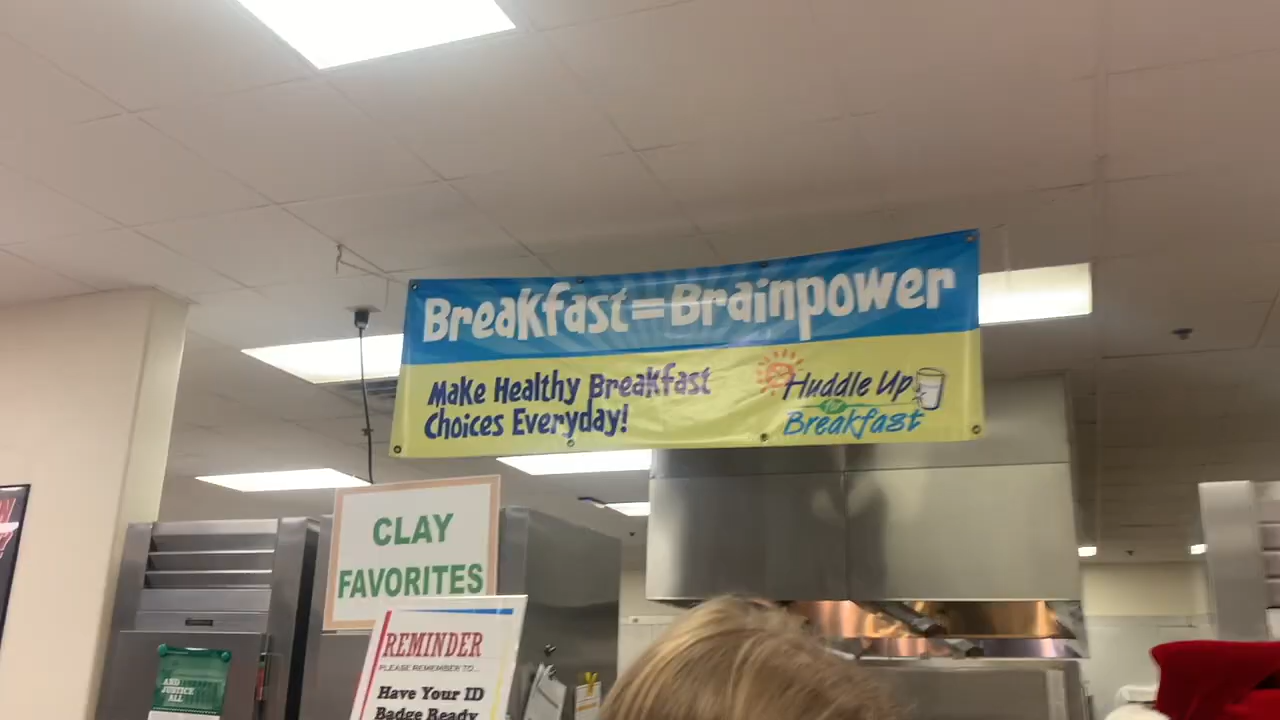 Breakfast=Brainpower
Make Healthy Breakfast
Choices Everyday!
Huddle Up
for
Breakfast
CLAY
FAVORITES
REMINDER
PLEASE REMEMBER TO...
Have Your ID
Badge Ready
AND
JUSTICE
ALL